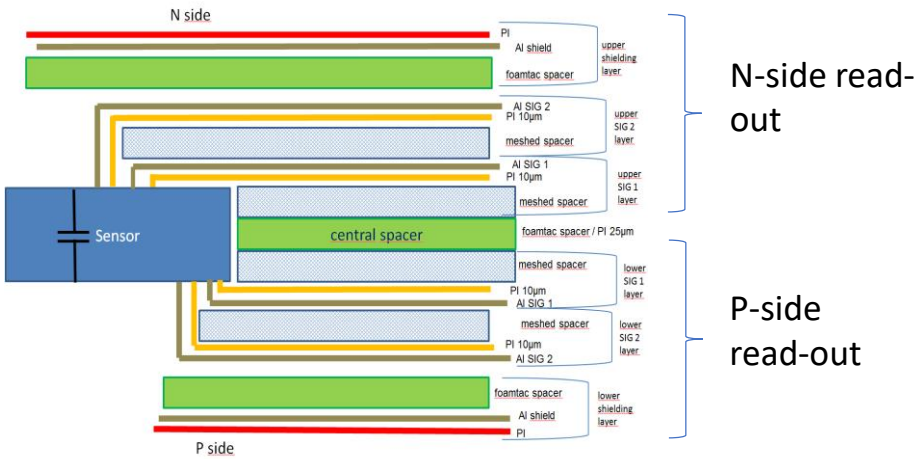 N side
PI
Al shield
foamtac spacer
upper
shielding
layer
Al SIG 2
PI 10µm
meshed spacer
upper
SIG 2
layer
Al SIG 1
PI 10µm
meshed spacer
upper
SIG 1
layer
N-side read-
out
Sensor
central spacer
foamtac spacer / PI 25µm
meshed spacer
PI 10µm
Al SIG 1
lower
SIG 1
layer
meshed spacer
PI 10µm
Al SIG 2
lower
SIG 2
layer
foamtac spacer
Al shield
PI
lower
shielding
layer
P-side
read-out
P side